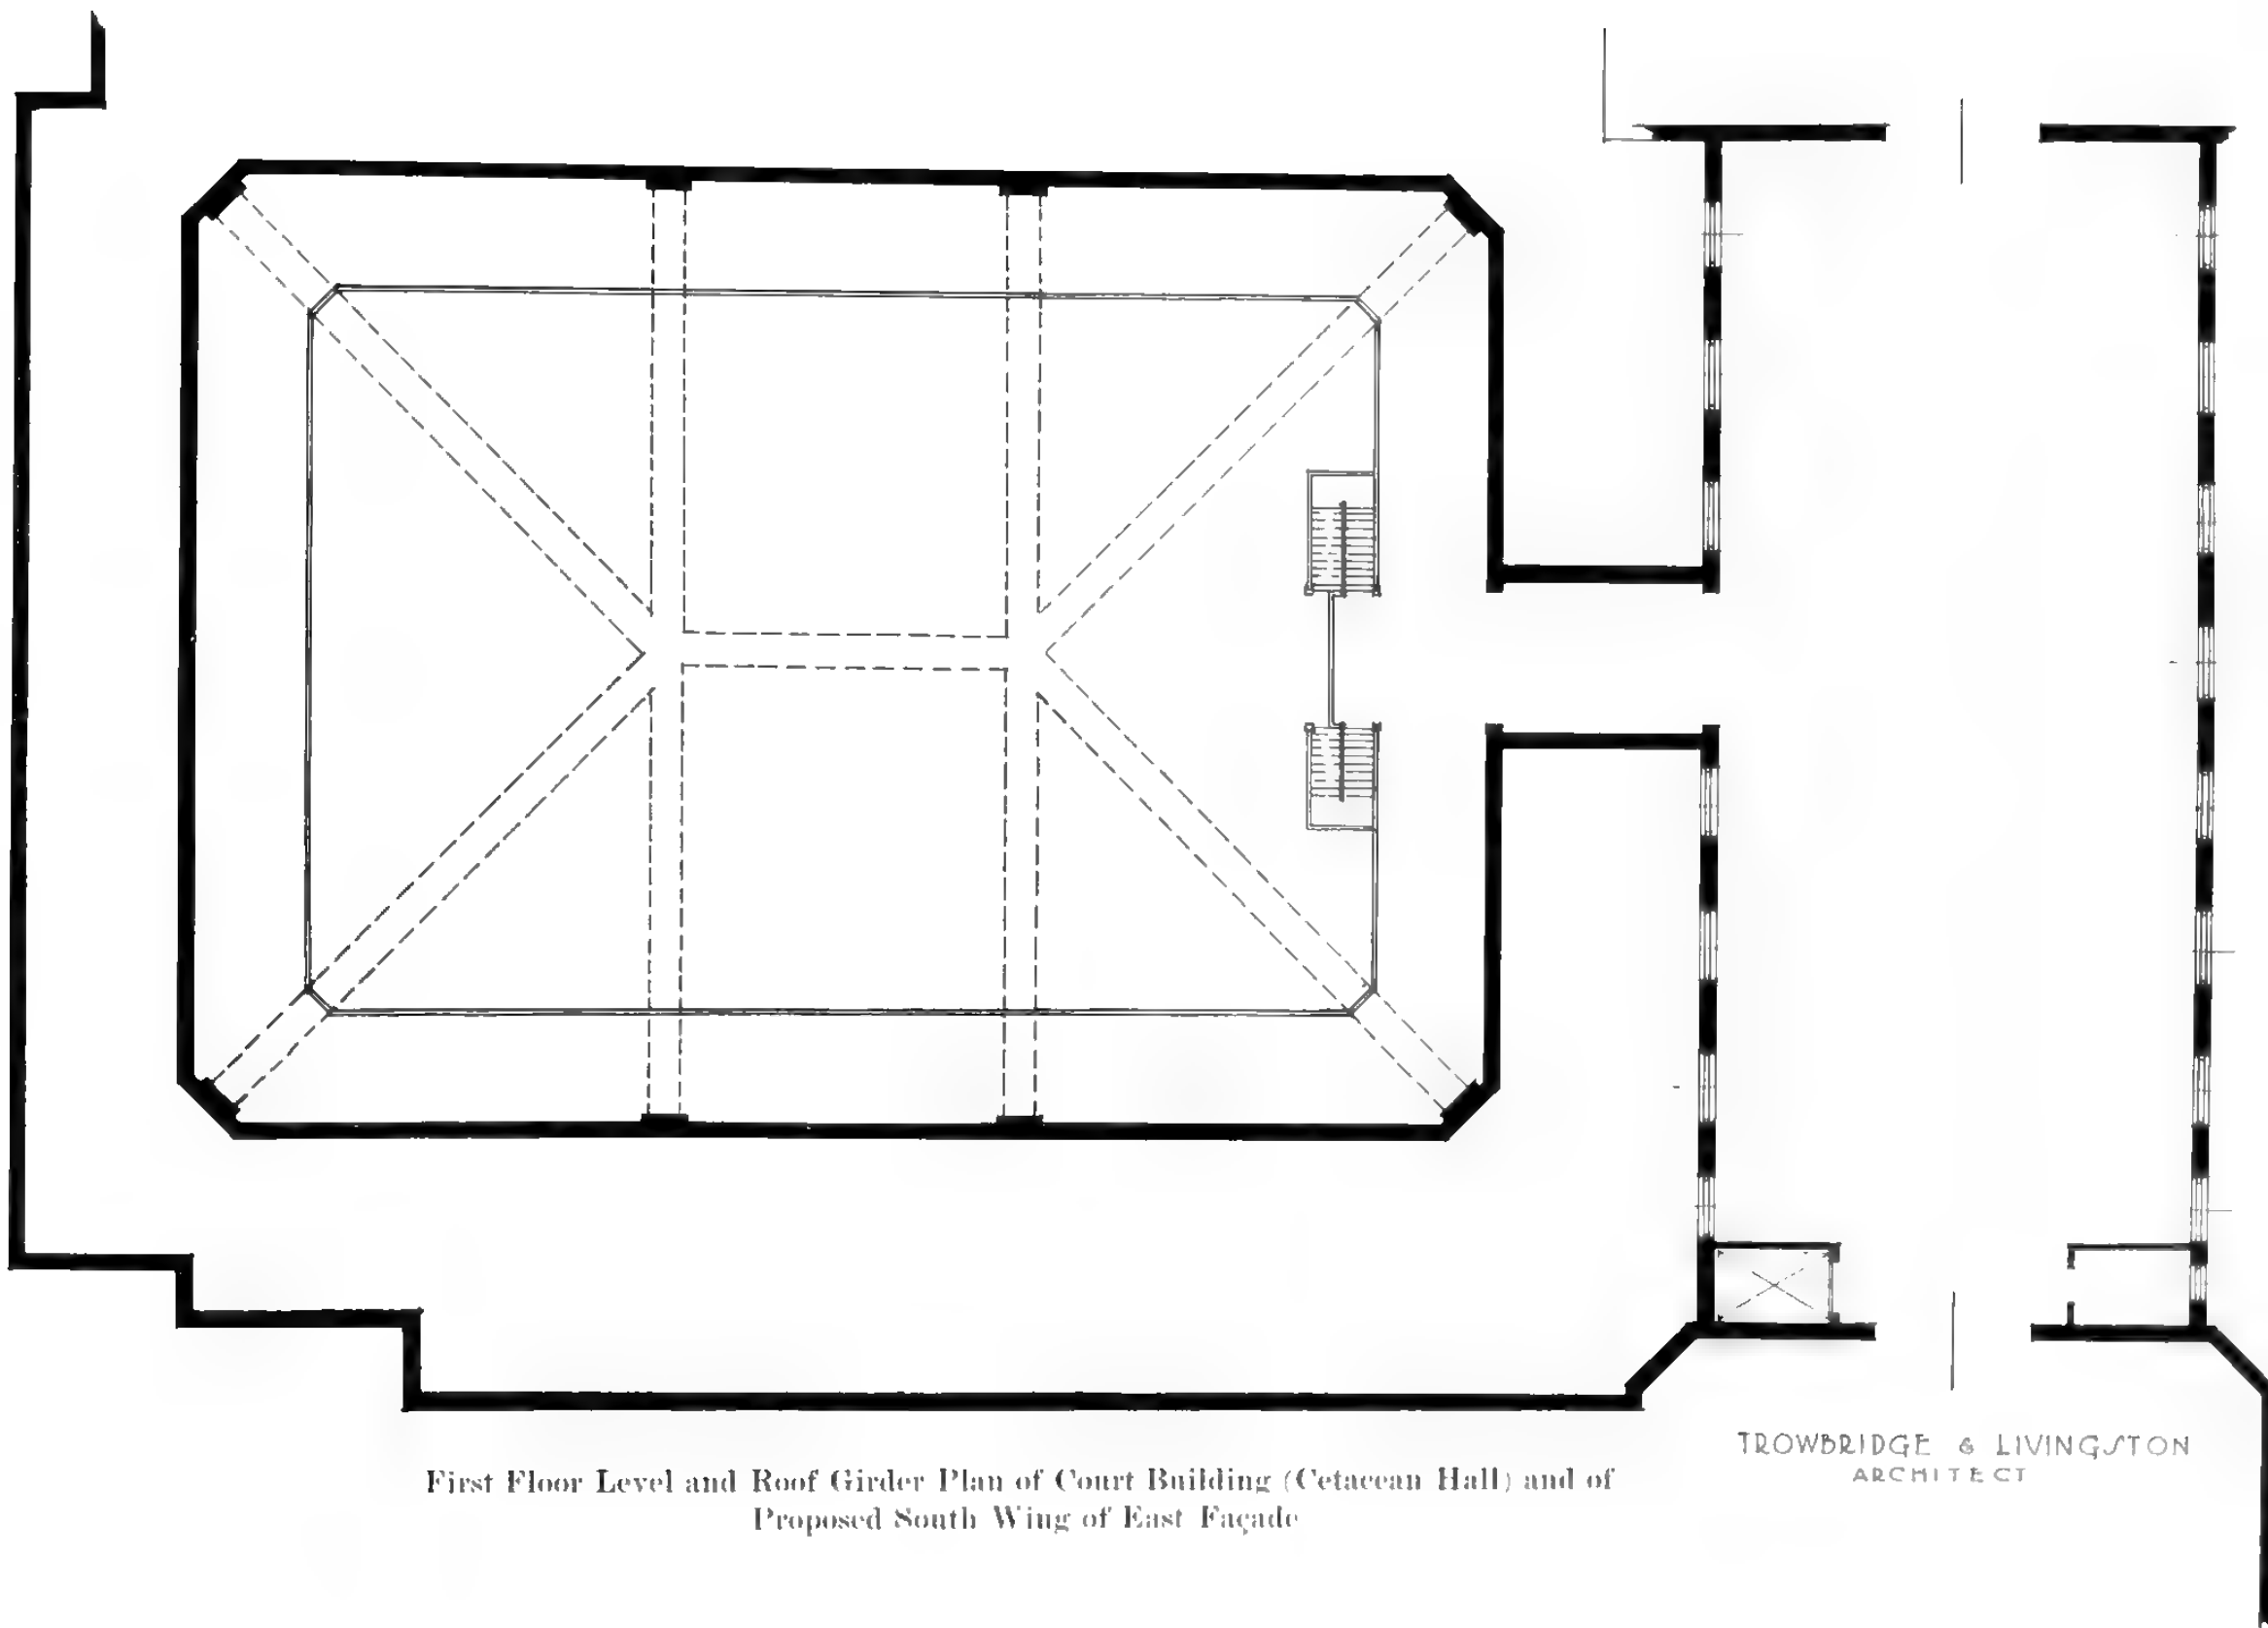 TROWBRIDGE & LIVINGSTON
ARCHITECT
First Floor Level and Roof Girder Plan of Court Building (Cetacean Hall) and of
Proposed South Wing of East Façade